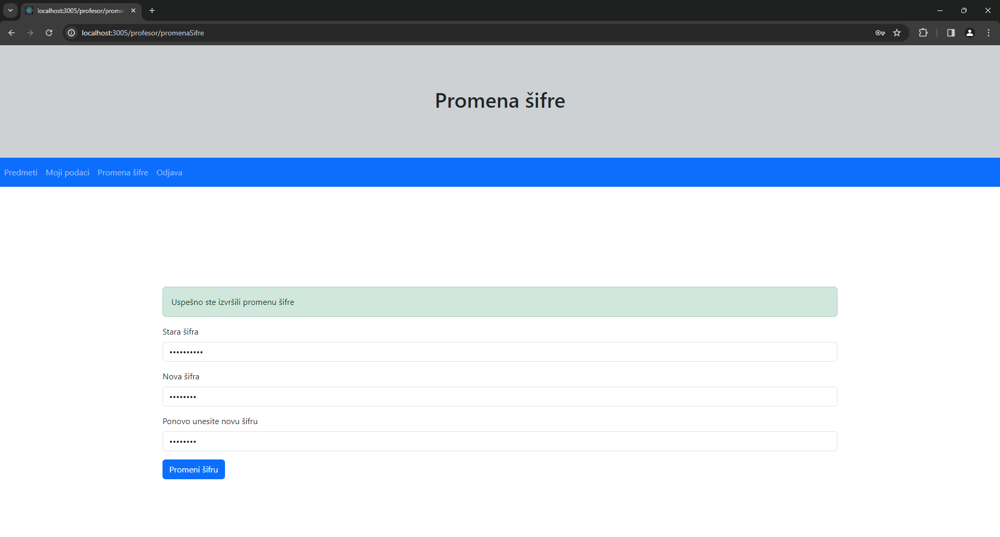 localhost:3005/profesor/prome
localhost:3005/profesor/promenaSifre
Promena šifre
Predmeti Moji podaci Promena šifre Odjava
Uspešno ste izvršili promenu šifre
Stara šifra
••••••••••
Nova šifra
••••••••
Ponovo unesite novu šifru
••••••••
Promeni šifru